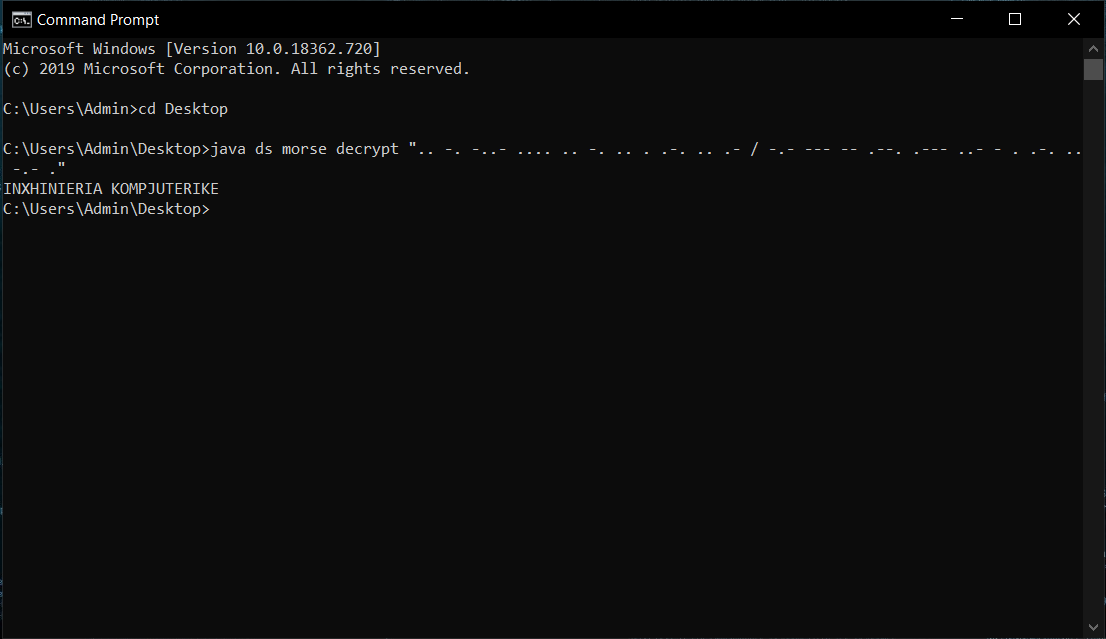 Command Prompt
Microsoft Windows [Version 10.0.18362.720]
(c) 2019 Microsoft Corporation. All rights reserved.
C:\Users\Admin>cd Desktop
C:\Users\Admin\Desktop>java ds morse decrypt ".. -. -..- .... .. -. .. . .-. .. .- / -.- --- -- .--. .--- ..- - . .-. ..
-.- ."
INXHINIERIA KOMPJUTERIKE
C:\Users\Admin\Desktop>